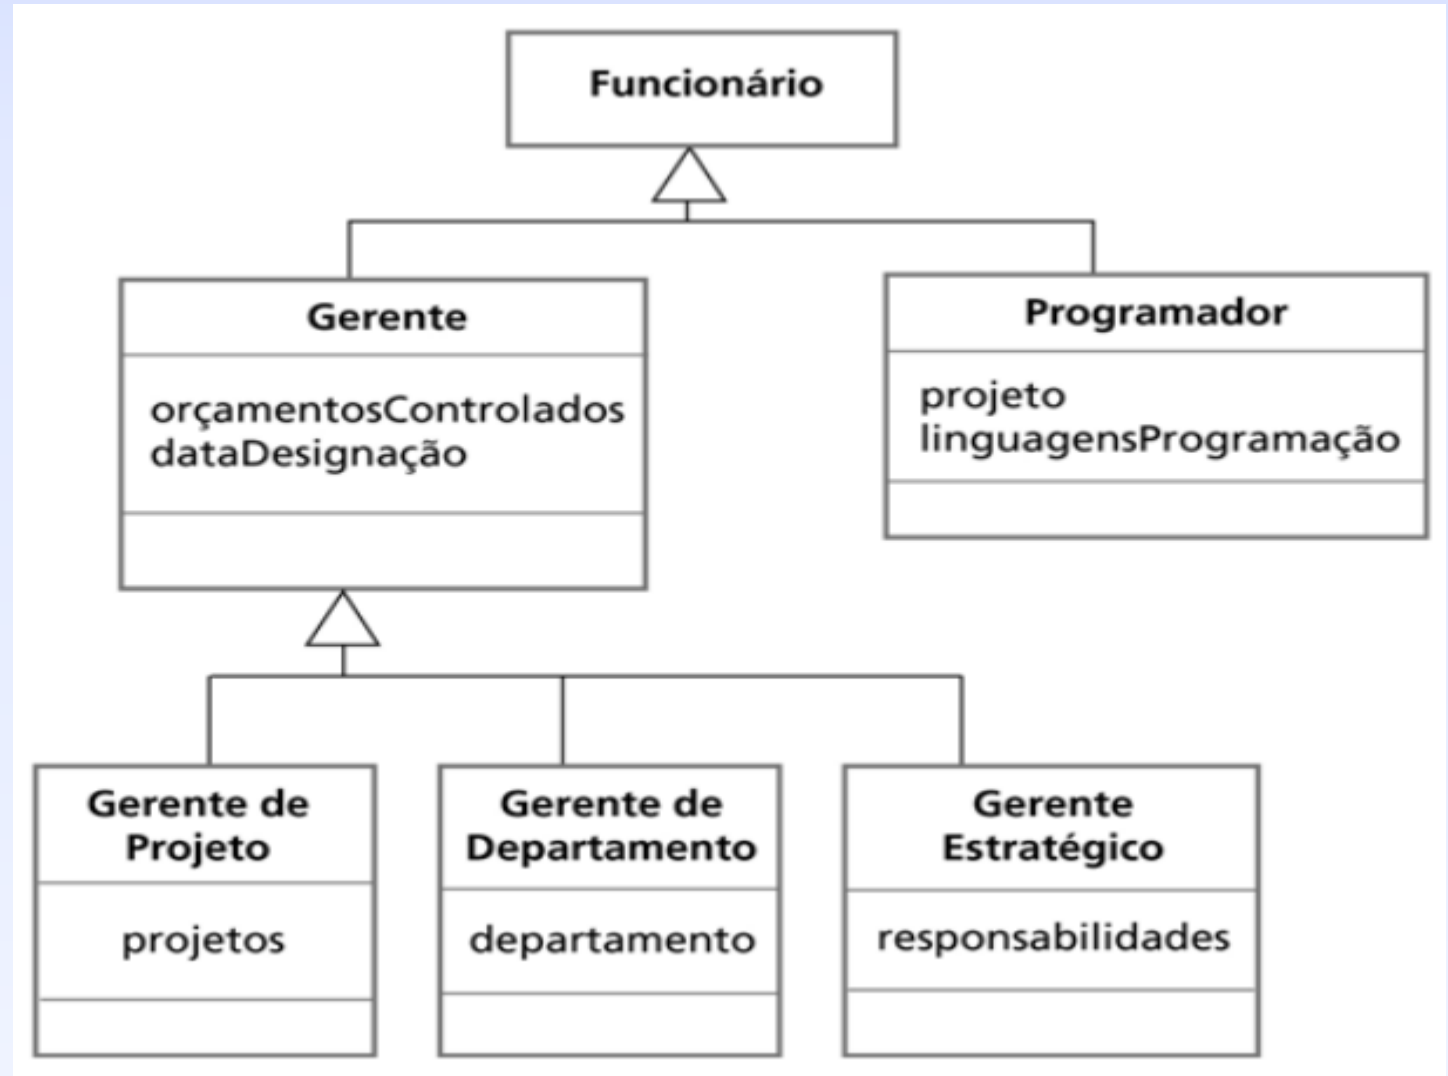 Funcionário
Gerente
orçamentosControlados
dataDesignação
Programador
projeto
linguagensProgramação
Gerente de
Projeto
projetos
Gerente de
Departamento
departamento
Gerente
Estratégico
responsabilidades